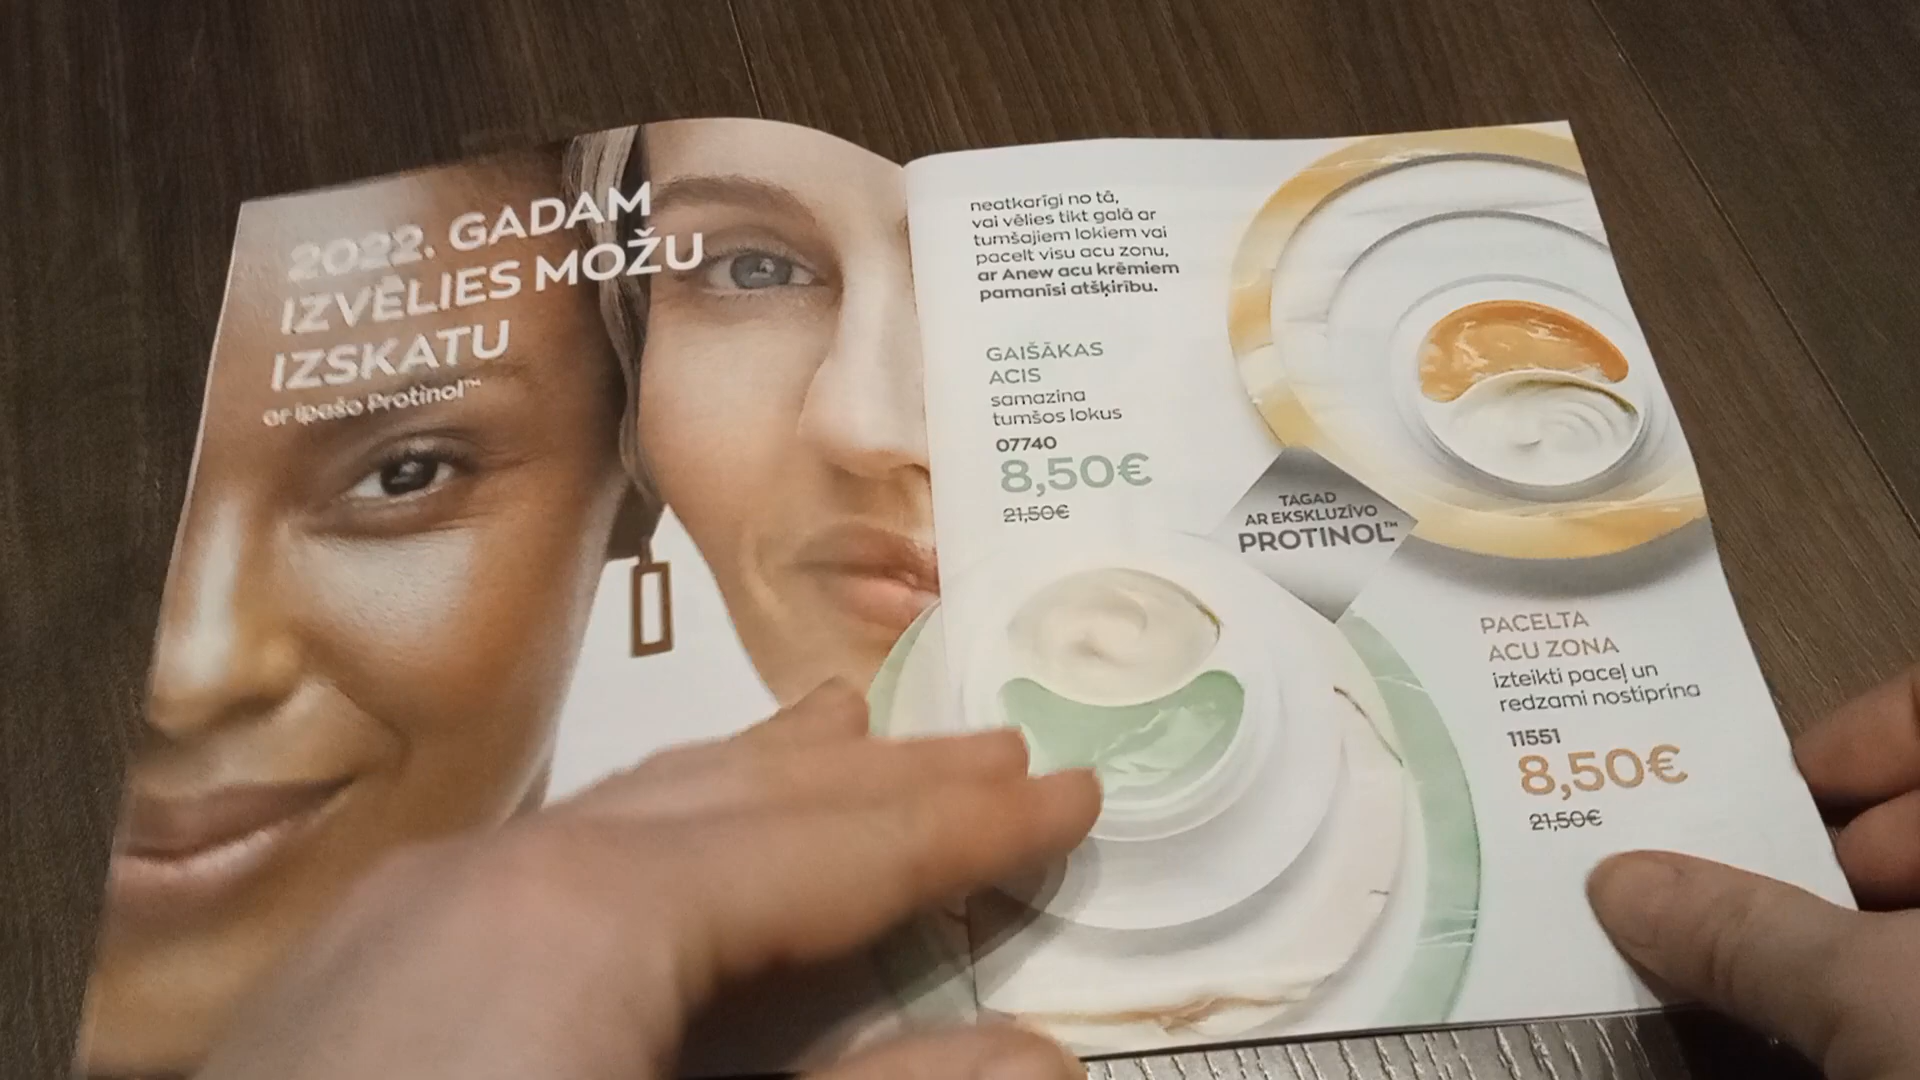 2022. GADAM
IZVĒLIES MOŽU
IZSKATU
ar īpašo Protinol™
neatkarīgi no tā,
vai vēlies tikt galā ar
tumšajiem lokiem vai
pacelt visu acu zonu,
ar Anew acu krēmiem
pamanīsi atšķirību.
GAIŠĀKAS
ACIS
samazina
tumšos lokus
07740
8,50€
21,50€
TAGAD
AR EKSKLUZĪVO
PROTINOL™
PACELTA
ACU ZONA
izteikti paceļ un
redzami nostiprina
11551
8,50€
21,50€